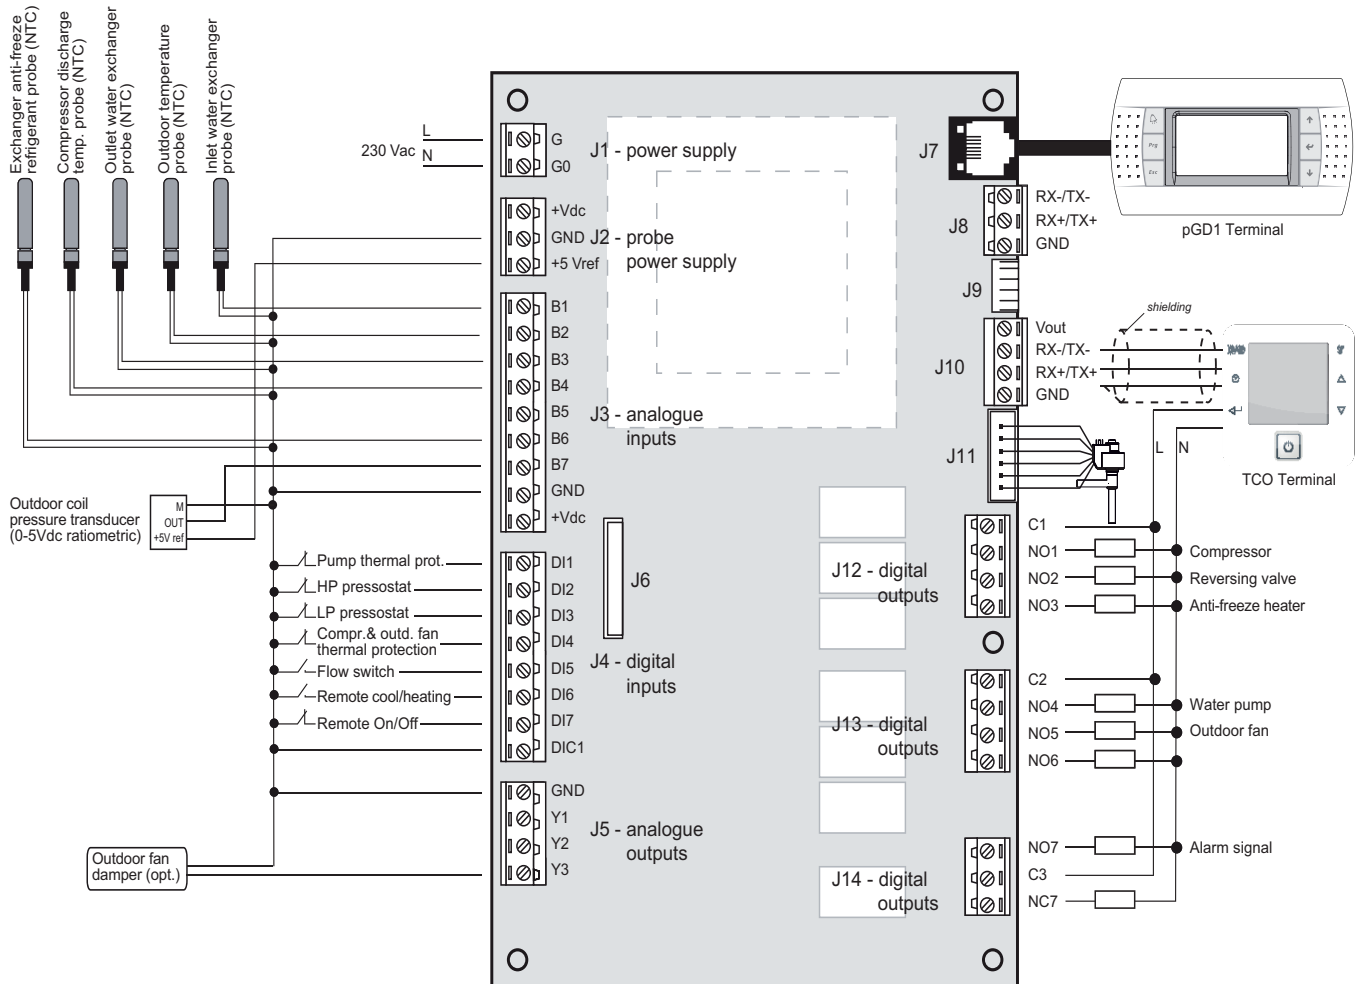 Exchanger anti-freeze
refrigerant probe (NTC)
Compressor discharge
temp. probe (NTC)
Outlet water exchanger
probe (NTC)
Outdoor temperature
probe (NTC)
Inlet water exchanger
probe (NTC)
L
230 Vac
N
G
G0
J1 - power supply
+Vdc
GND
+5 Vref
J2 - probe
power supply
B1
B2
B3
B4
B5
B6
B7
GND
+Vdc
J3 - analogue
inputs
Outdoor coil
pressure transducer
(0-5Vdc ratiometric)
M
OUT
+5V ref
Pump thermal prot.
HP pressostat
LP pressostat
Compr.& outd. fan
thermal protection
Flow switch
Remote cool/heating
Remote On/Off
DI1
DI2
DI3
DI4
DI5
DI6
DI7
DIC1
J4 - digital
inputs
J6
GND
Y1
Y2
Y3
J5 - analogue
outputs
Outdoor fan
damper (opt.)
J7
Prg
Esc
pGD1 Terminal
J8
RX-/TX-
RX+/TX+
GND
J9
J10
Vout
RX-/TX-
RX+/TX+
GND
shielding
L
N
TCO Terminal
J11
J12 - digital
outputs
C1
NO1
NO2
NO3
Compressor
Reversing valve
Anti-freeze heater
J13 - digital
outputs
C2
NO4
NO5
NO6
Water pump
Outdoor fan
J14 - digital
outputs
NO7
C3
NC7
Alarm signal